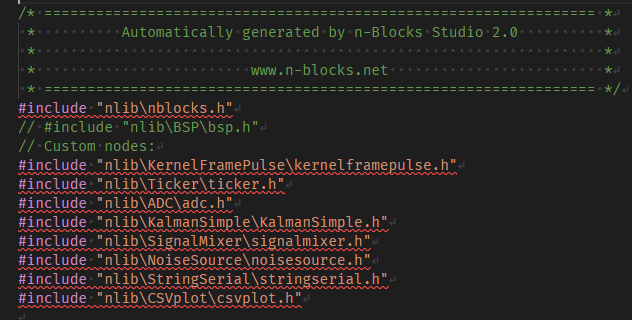 /* ================================================================= *
 *          Automatically generated by n-Blocks Studio 2.0          *
 *                                                                   *
 *                         www.n-blocks.net                          *
 * ================================================================= */
#include "nlib\nblocks.h"
// #include "nlib\BSP\bsp.h"
// Custom nodes:
#include "nlib\KernelFramePulse\kernelframepulse.h"
#include "nlib\Ticker\ticker.h"
#include "nlib\ADC\adc.h"
#include "nlib\KalmanSimple\KalmanSimple.h"
#include "nlib\SignalMixer\signalmixer.h"
#include "nlib\NoiseSource\noisesource.h"
#include "nlib\StringSerial\stringserial.h"
#include "nlib\CSVplot\csvplot.h"